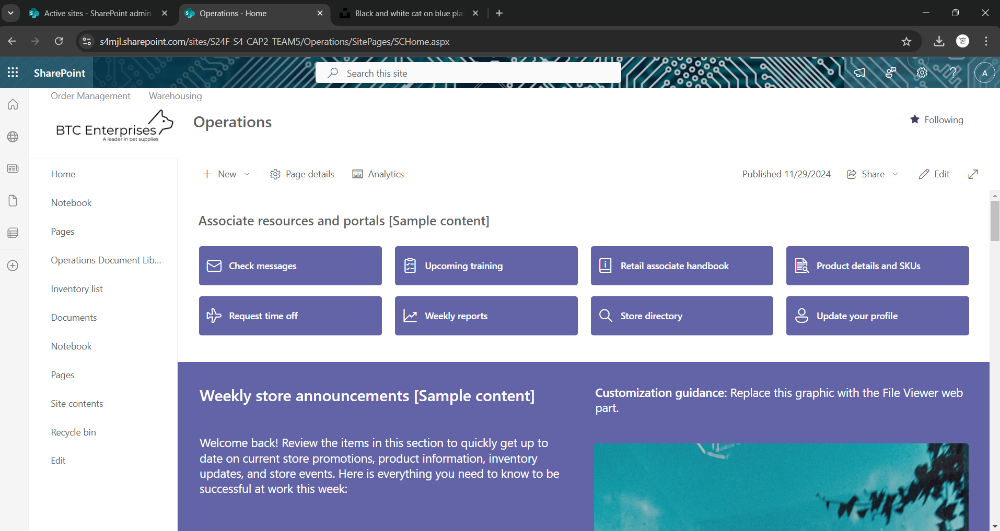 Active sites - SharePoint admin
Operations - Home
Black and white cat on blue pla
s4mjl.sharepoint.com/sites/S24F-S4-CAP2-TEAM5/Operations/SitePages/SCHome.aspx
SharePoint
Search this site
A
Order Management
Warehousing
BTC Enterprises
A leader in pet supplies
Operations
Following
Home
Notebook
Pages
Operations Document Lib...
Inventory list
Documents
Notebook
Pages
Site contents
Recycle bin
Edit
New
Page details
Analytics
Published 11/29/2024
Share
Edit
Associate resources and portals [Sample content]
Check messages
Upcoming training
Retail associate handbook
Product details and SKUs
Request time off
Weekly reports
Store directory
Update your profile
Weekly store announcements [Sample content]
Welcome back! Review the items in this section to quickly get up to
date on current store promotions, product information, inventory
updates, and store events. Here is everything you need to know to be
successful at work this week:
Customization guidance: Replace this graphic with the File Viewer web
part.